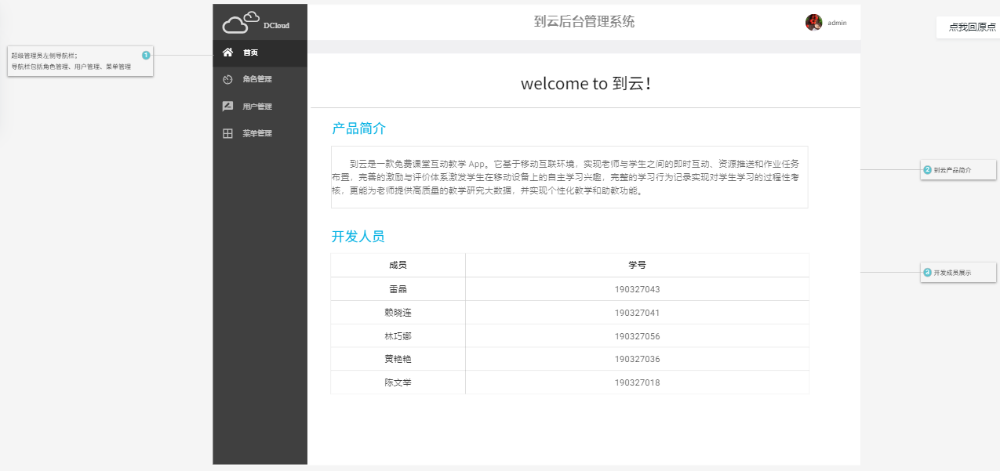 DCloud
到云后台管理系统
admin
点我回原点
超级管理员左侧导航栏；
导航栏包括角色管理、用户管理、菜单管理
1
首页
角色管理
用户管理
菜单管理
welcome to 到云！
产品简介
到云是一款免费课堂互动教学 App。它基于移动互联环境，实现老师与学生之间的即时互动、资源推送和作业任务
布置，完善的激励与评价体系激发学生在移动设备上的自主学习兴趣，完整的学习行为记录实现对学生学习的过程性考
核，更能为老师提供高质量的教学研究大数据，并实现个性化教学和助教功能。
2 到云产品简介
开发人员
成员 学号
雷晶 190327043
赖晓连 190327041
林巧娜 190327056
黄艳艳 190327036
陈文举 190327018
3 开发成员展示